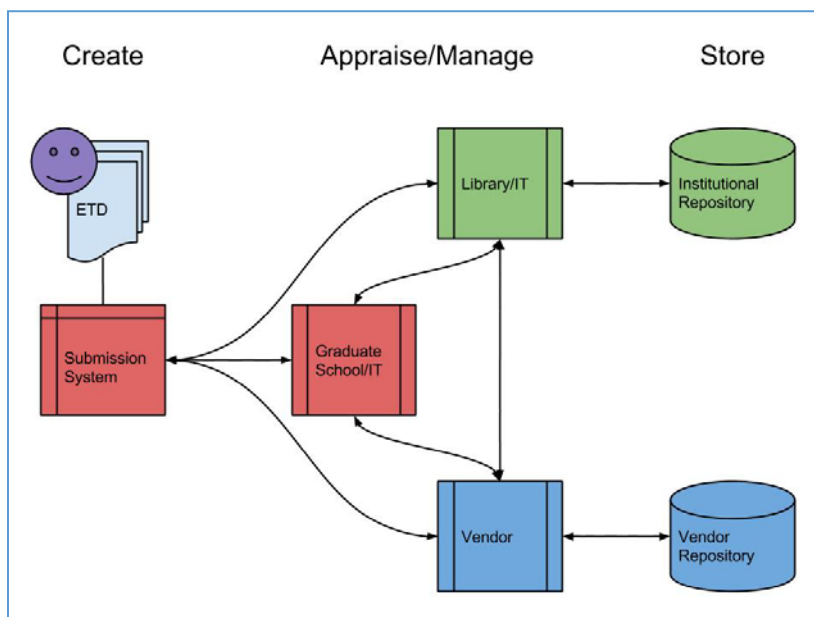 Create
Appraise/Manage
Store
ETD
Library/IT
Institutional
Repository
Submission
System
Graduate
School/IT
Vendor
Vendor
Repository